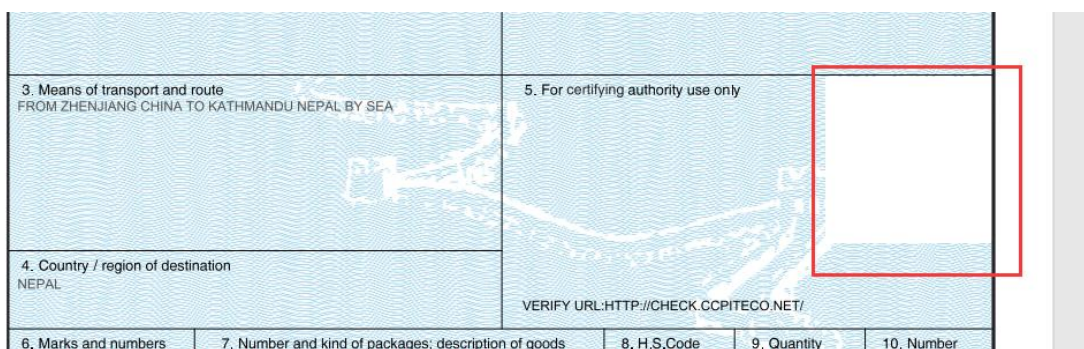 3. Means of transport and route
FROM ZHENJIANG CHINA TO KATHMANDU NEPAL BY SEA
5. For certifying authority use only
4. Country / region of destination
NEPAL
VERIFY URL:HTTP://CHECK.CCPITECO.NET/
6. Marks and numbers
7. Number and kind of packages; description of goods
8. H.S.Code
9. Quantity
10. Number